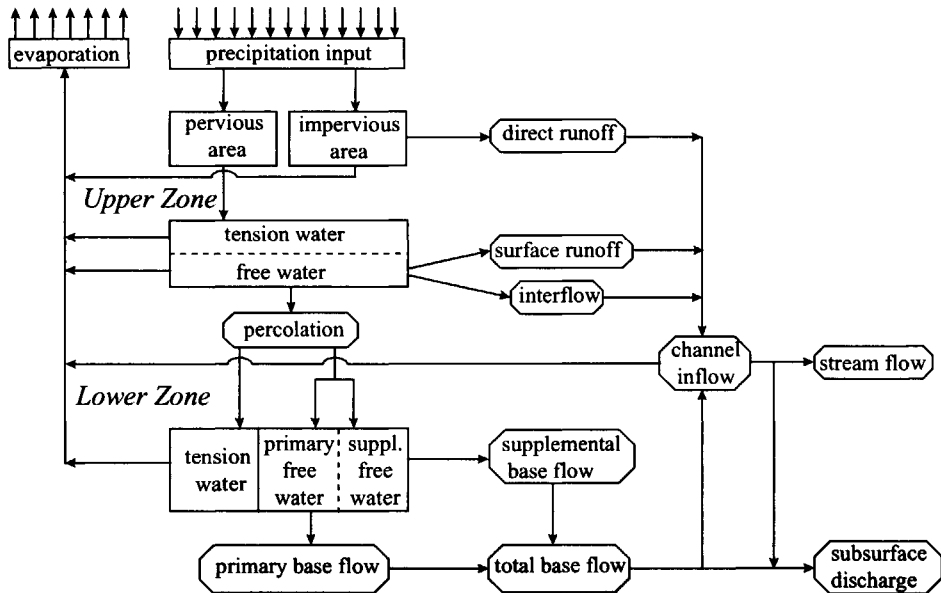 evaporation
precipitation input
pervious
area
impervious
area
direct runoff
Upper Zone
tension water
free water
surface runoff
interflow
percolation
channel
inflow
stream flow
Lower Zone
tension
water
primary
free
water
suppl.
free
water
supplemental
base flow
primary base flow
total base flow
subsurface
discharge